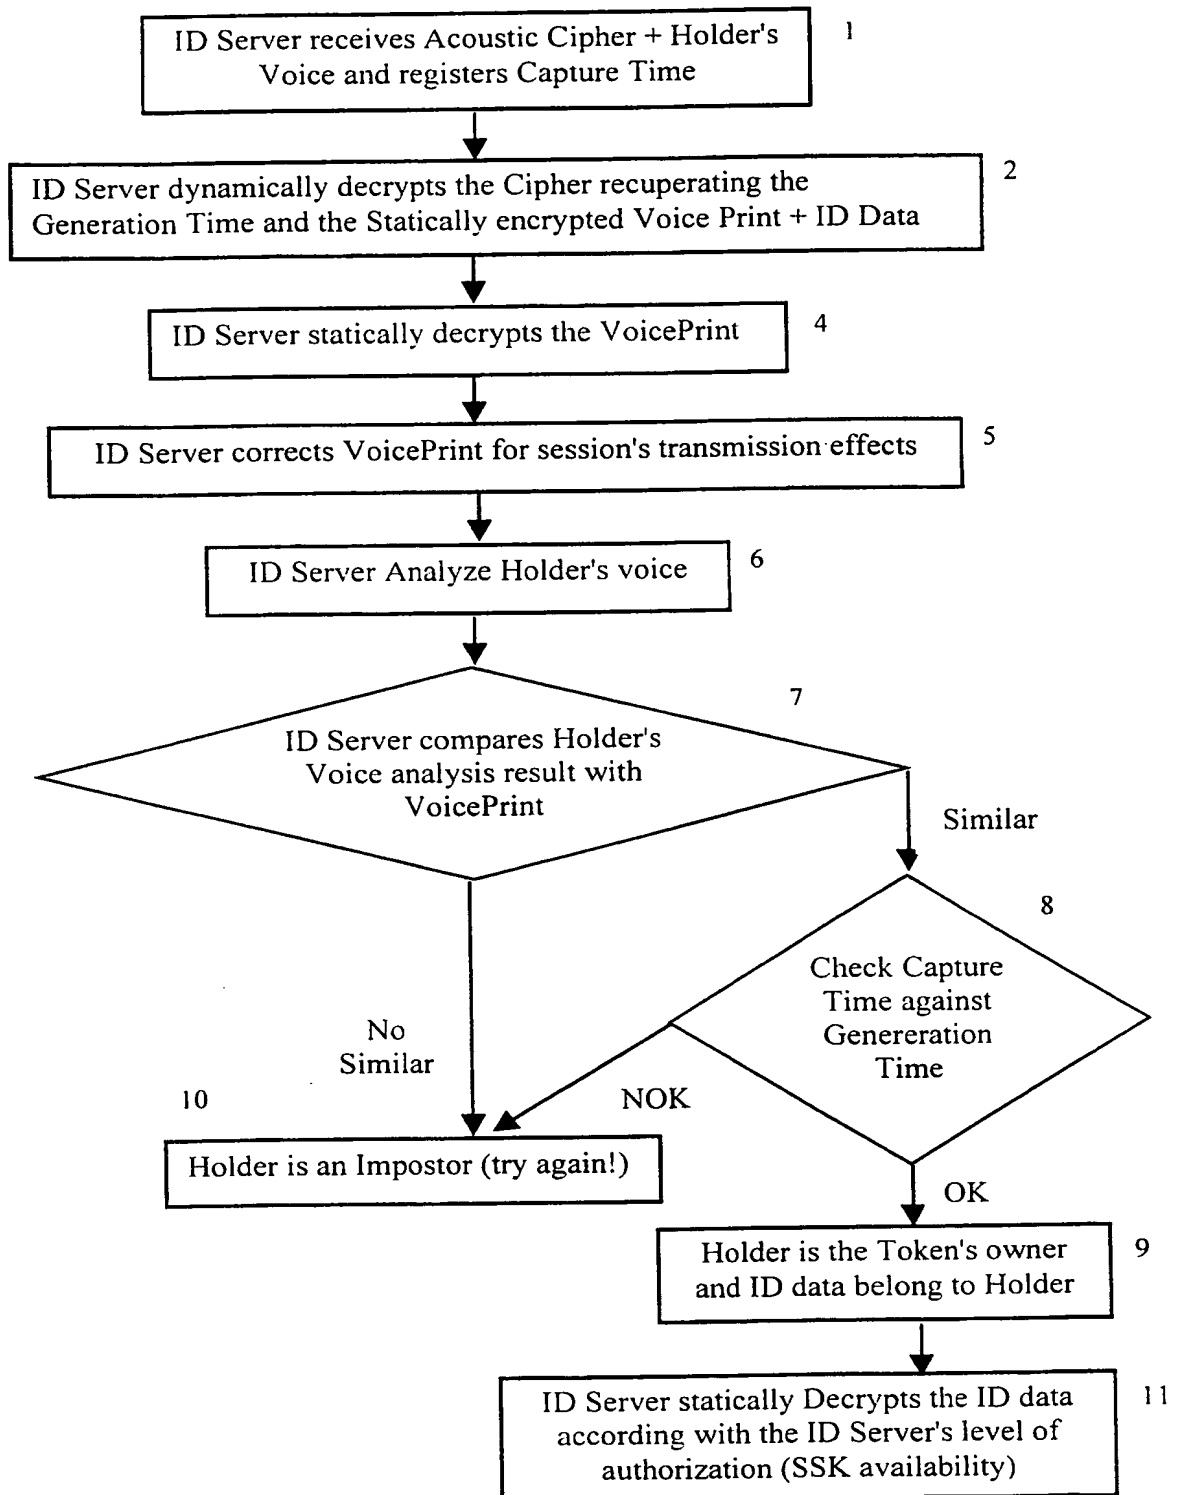 ID Server receives Acoustic Cipher + Holder's
Voice and registers Capture Time
1
ID Server dynamically decrypts the Cipher recuperating the
Generation Time and the Statically encrypted Voice Print + ID Data
2
ID Server statically decrypts the VoicePrint
4
ID Server corrects VoicePrint for session's transmission effects
5
ID Server Analyze Holder's voice
6
ID Server compares Holder's
Voice analysis result with
VoicePrint
7
Similar
8
Check Capture
Time against
Genereration
Time
No
Similar
10
NOK
Holder is an Impostor (try again!)
OK
Holder is the Token's owner
and ID data belong to Holder
9
ID Server statically Decrypts the ID data
according with the ID Server's level of
authorization (SSK availability)
11